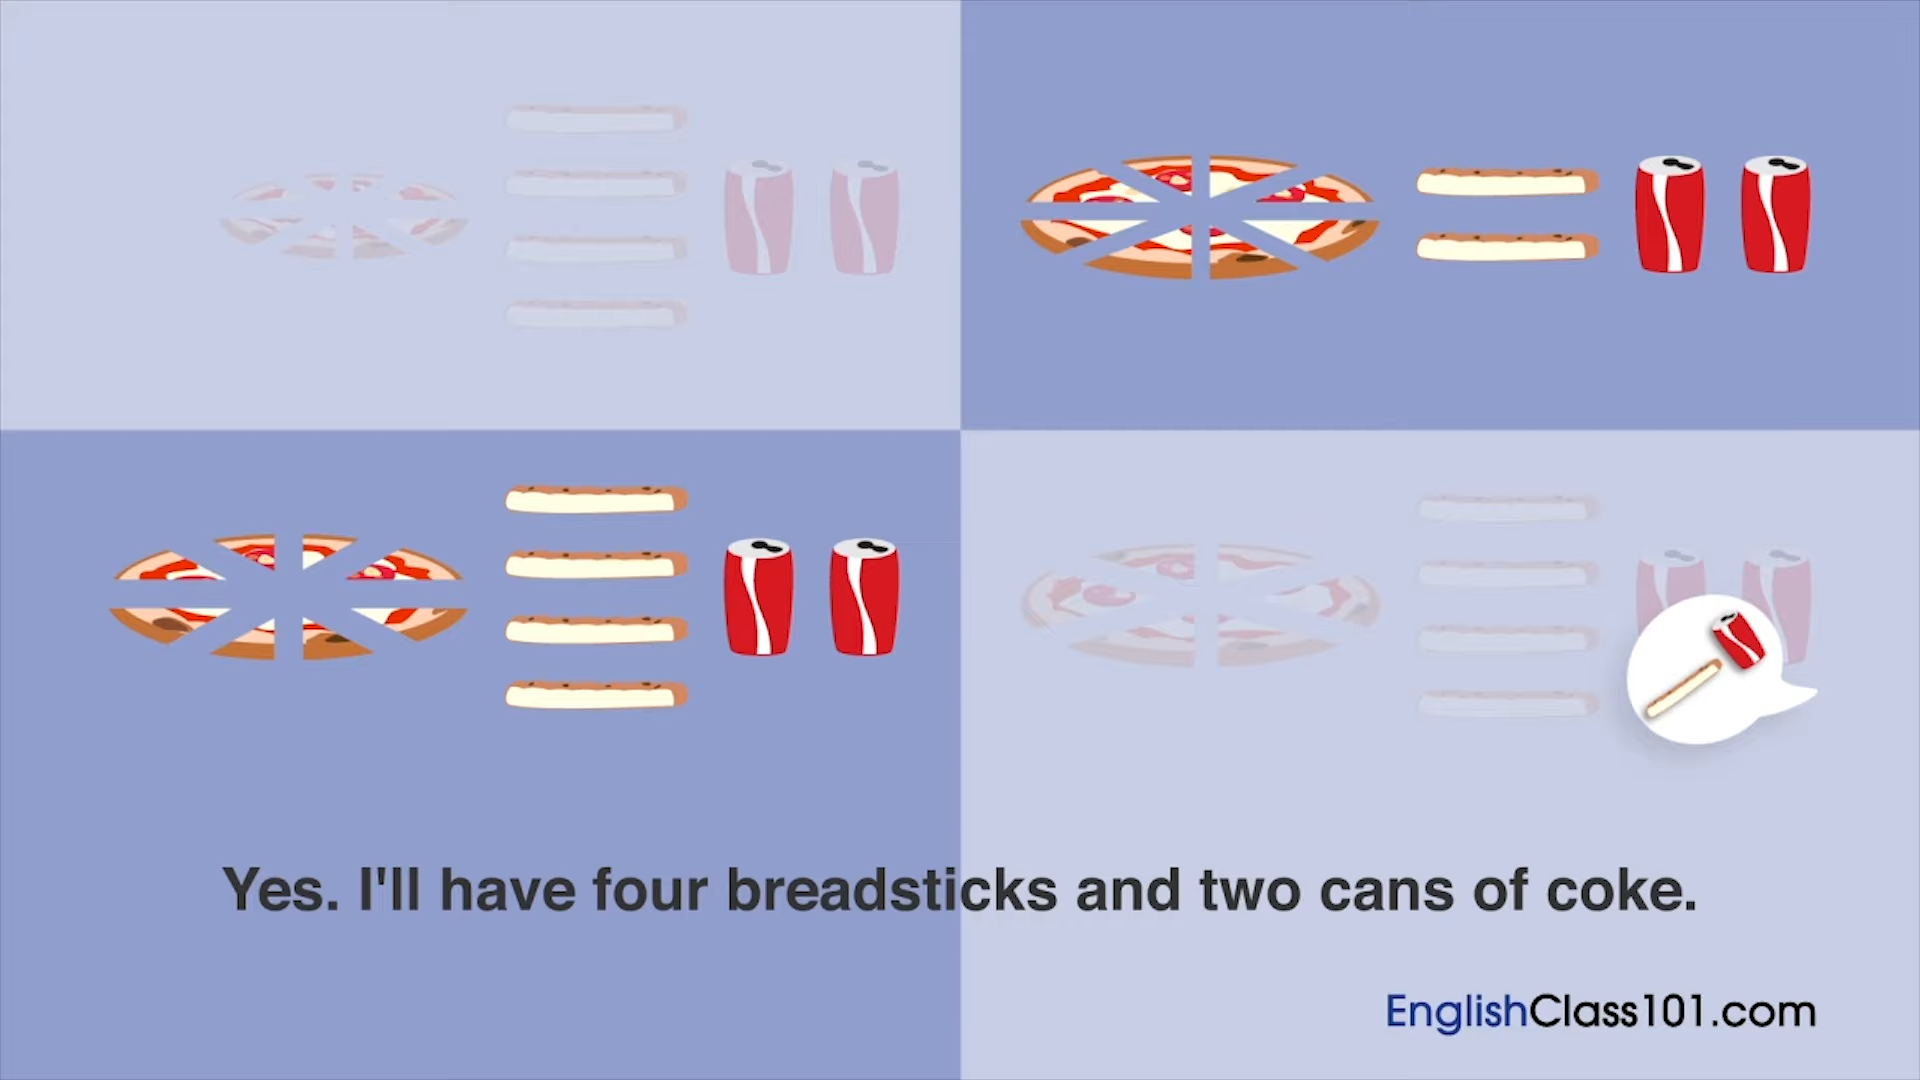 Yes. I'll have four breadsticks and two cans of coke.
EnglishClass101.com